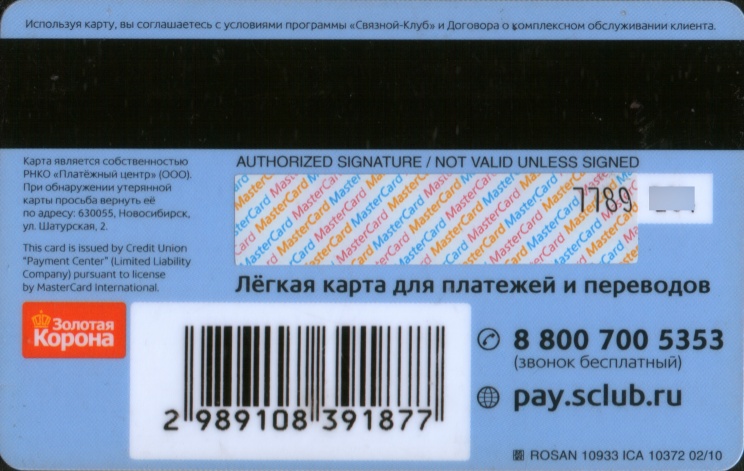 Используя карту, вы соглашаетесь с условиями программы «Связной-Клуб» и Договора о комплексном обслуживании клиента.
Карта является собственностью
РНКО «Платёжный центр» (ООО).
При обнаружении утерянной
карты просьба вернуть её
по адресу: 630055, Новосибирск,
ул. Шатурская, 2.
This card is issued by Credit Union
"Payment Center" (Limited Liability
Company) pursuant to license
by MasterCard International.
AUTHORIZED SIGNATURE / NOT VALID UNLESS SIGNED
MasterCard MasterCard MasterCard
7789
Лёгкая карта для платежей и переводов
Золотая
Корона
2 989108 391877
8 800 700 5353
(звонок бесплатный)
pay.sclub.ru
ROSAN 10933 ICA 10372 02/10